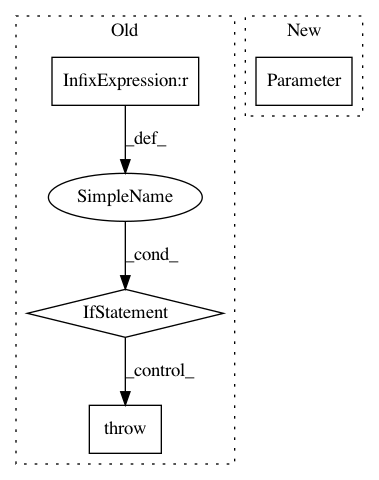 Old
New
InfixExpression:r
Parameter
_def_
SimpleName
_cond_
IfStatement
_control_
throw